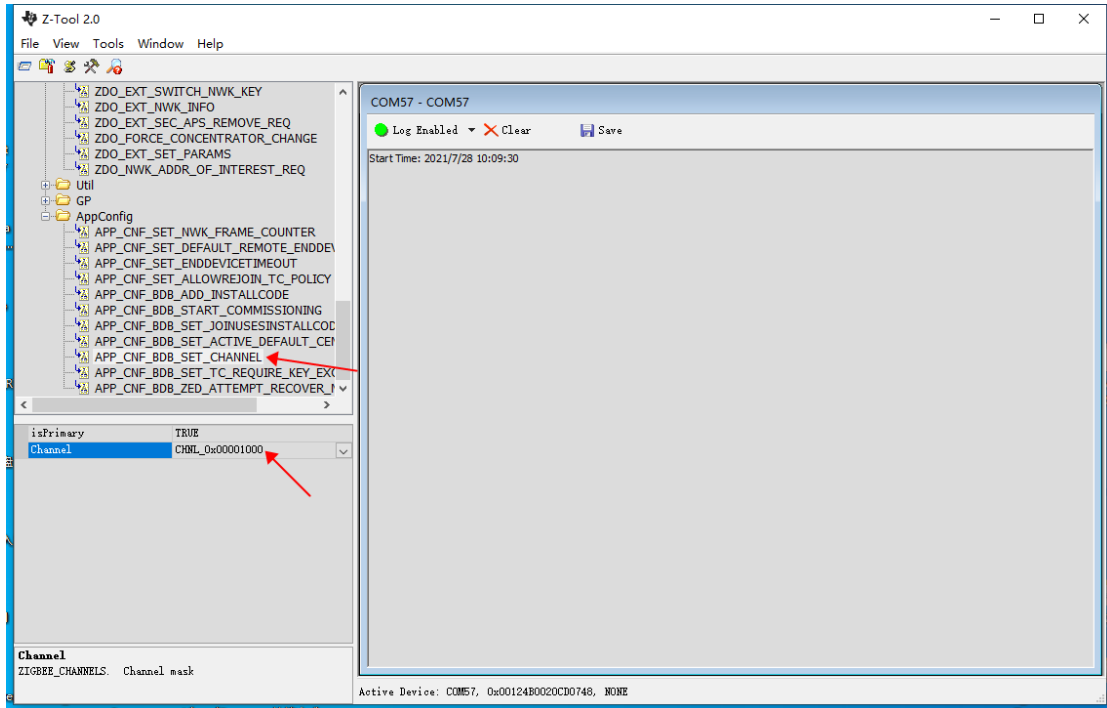 Z-Tool 2.0
File View Tools Window Help
ZDO_EXT_SWITCH_NWK_KEY
ZDO_EXT_NWK_INFO
ZDO_EXT_SEC_APS_REMOVE_REQ
ZDO_FORCE_CONCENTRATOR_CHANGE
ZDO_EXT_SET_PARAMS
ZDO_NWK_ADDR_OF_INTEREST_REQ
Util
GP
AppConfig
APP_CNF_SET_NWK_FRAME_COUNTER
APP_CNF_SET_DEFAULT_REMOTE_ENDDEV
APP_CNF_SET_ENDDEVICETIMEOUT
APP_CNF_SET_ALLOWREJOIN_TC_POLICY
APP_CNF_BDB_ADD_INSTALLCODE
APP_CNF_BDB_START_COMMISSIONING
APP_CNF_BDB_SET_JOINUSESINSTALLCOD
APP_CNF_BDB_SET_ACTIVE_DEFAULT_CEN
APP_CNF_BDB_SET_CHANNEL
APP_CNF_BDB_SET_TC_REQUIRE_KEY_EXC
APP_CNF_BDB_ZED_ATTEMPT_RECOVER_N
isPrimary TRUE
Channel CHNL_0x00001000
Channel
ZIGBEE_CHANNELS. Channel mask
COM57 - COM57
Log Enabled Clear Save
Start Time: 2021/7/28 10:09:30
Active Device: COM57, 0x00124B0020CD0748, NONE